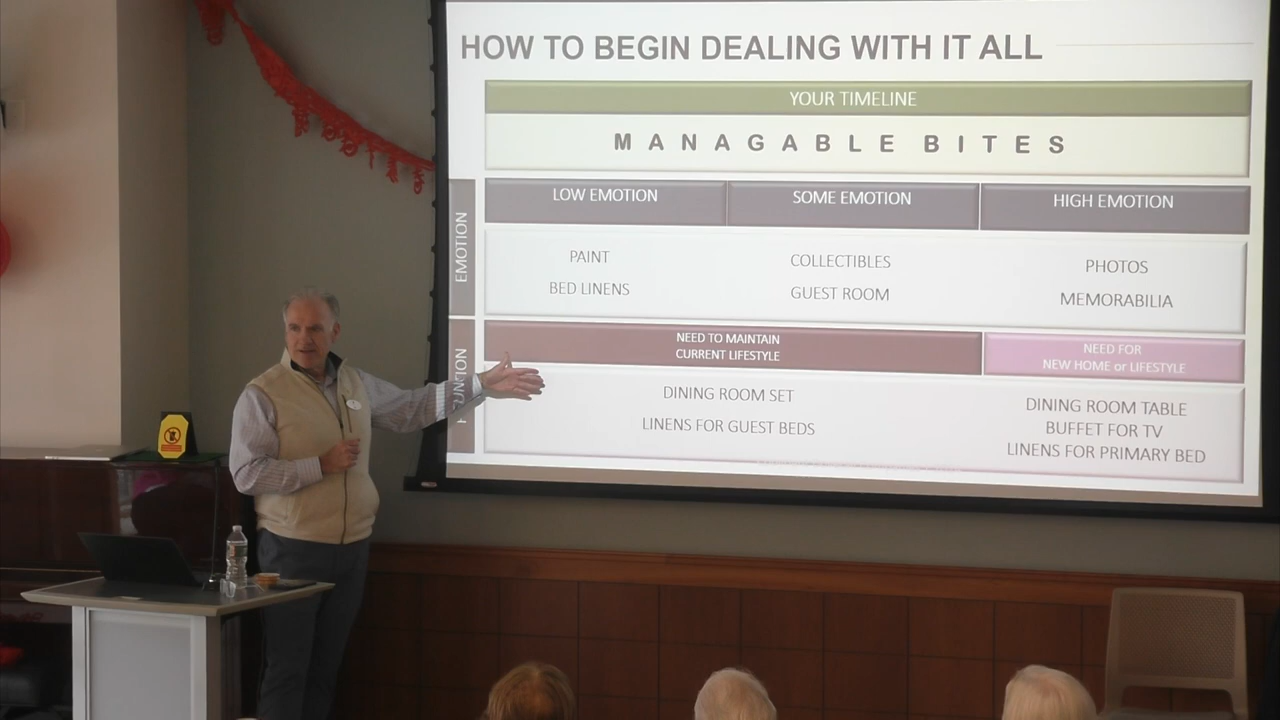 HOW TO BEGIN DEALING WITH IT ALL
YOUR TIMELINE
MANAGABLE BITES
EMOTION
LOW EMOTION
SOME EMOTION
HIGH EMOTION
PAINT
BED LINENS
COLLECTIBLES
GUEST ROOM
PHOTOS
MEMORABILIA
NEED TO MAINTAIN
CURRENT LIFESTYLE
NEED FOR
NEW HOME or LIFESTYLE
DINING ROOM SET
LINENS FOR GUEST BEDS
DINING ROOM TABLE
BUFFET FOR TV
LINENS FOR PRIMARY BED